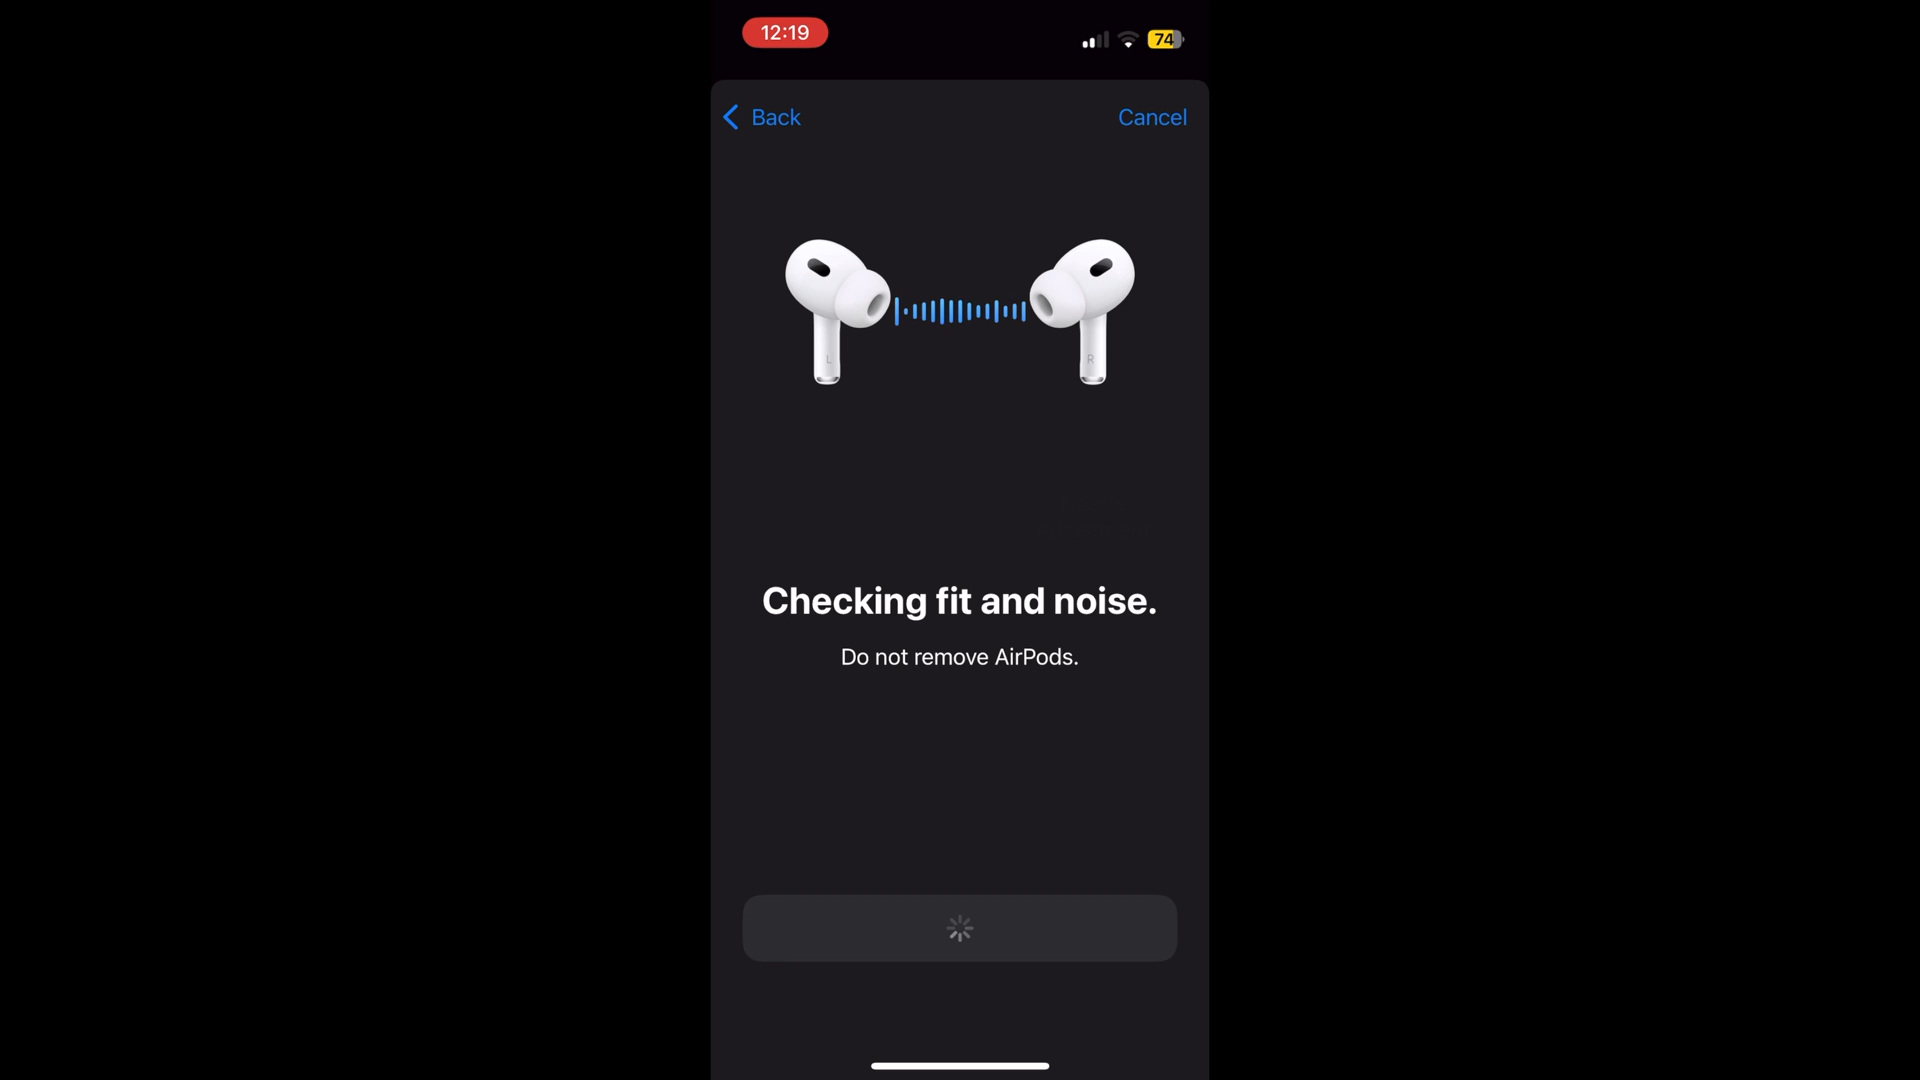 12:19
74
Back
Cancel
L
R
Checking fit and noise.
Do not remove AirPods.